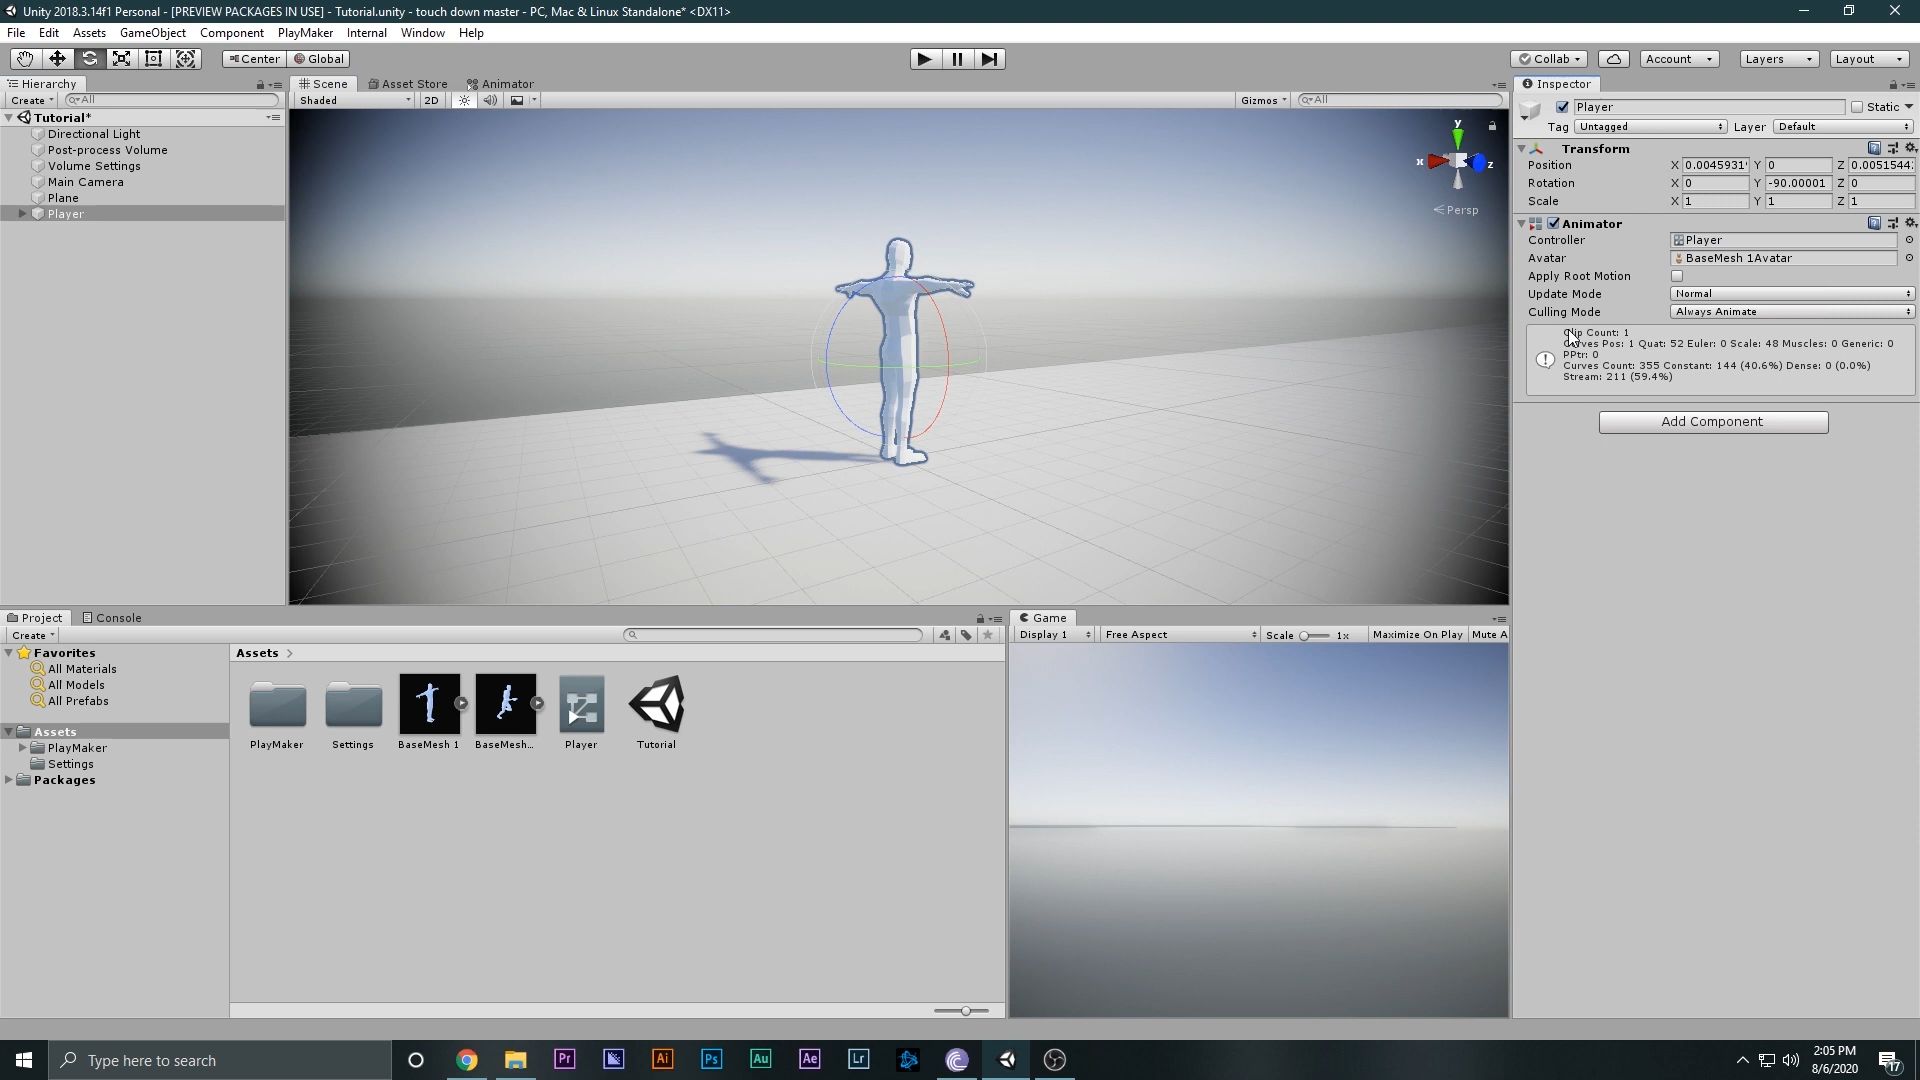 Unity 2018.3.14f1 Personal - [PREVIEW PACKAGES IN USE] - Tutorial.unity - touch down master - PC, Mac & Linux Standalone* <DX11>
File Edit Assets GameObject Component PlayMaker Internal Window Help
Center Global
Collab Account Layers Layout
Hierarchy
Create All
Tutorial*
Directional Light
Post-process Volume
Volume Settings
Main Camera
Plane
Player
Scene Asset Store Animator
Shaded 2D Gizmos All
y
x z
Persp
Inspector
Player Static
Tag Untagged Layer Default
Transform
Position X 0.0045931 Y 0 Z 0.0051544
Rotation X 0 Y -90.00001 Z 0
Scale X 1 Y 1 Z 1
Animator
Controller Player
Avatar BaseMesh 1Avatar
Apply Root Motion
Update Mode Normal
Culling Mode Always Animate
Clip Count: 1
Curves Pos: 1 Quat: 52 Euler: 0 Scale: 48 Muscles: 0 Generic: 0
PPtr: 0
Curves Count: 355 Constant: 144 (40.6%) Dense: 0 (0.0%)
Stream: 211 (59.4%)
Add Component
Project Console
Create
Favorites
All Materials
All Models
All Prefabs
Assets
PlayMaker
Settings
Packages
Assets
PlayMaker Settings BaseMesh 1 BaseMesh... Player Tutorial
Game
Display 1 Free Aspect Scale 1x Maximize On Play Mute A
Type here to search
Pr Ai Ps Au Ae Lr
2:05 PM
8/6/2020
17